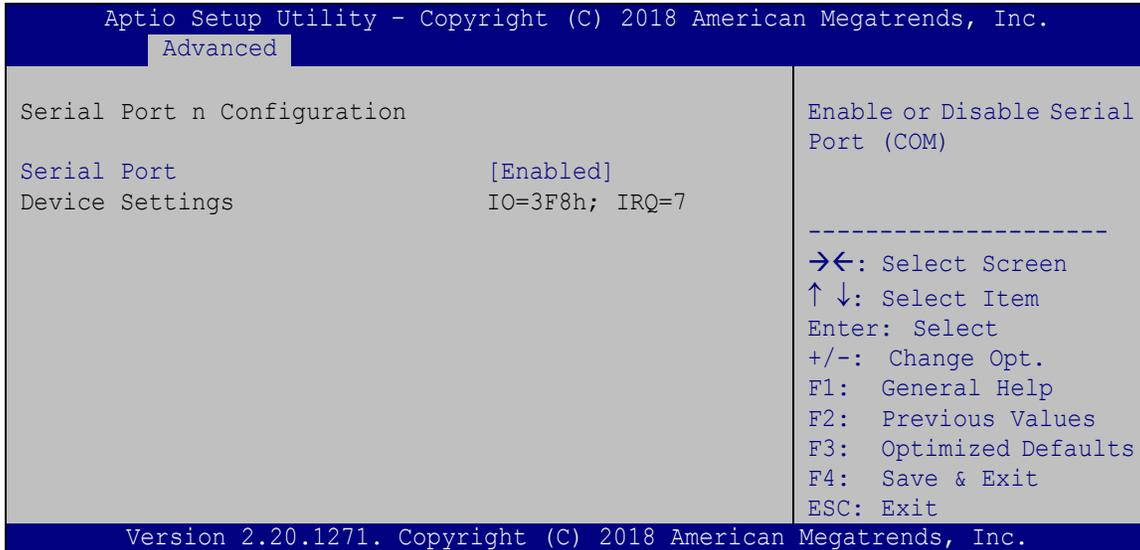 Aptio Setup Utility – Copyright (C) 2018 American Megatrends, Inc.
Advanced
Serial Port n Configuration
Serial Port [Enabled]
Device Settings IO=3F8h; IRQ=7
Enable or Disable Serial
Port (COM)
---------------------
→←: Select Screen
↑ ↓: Select Item
Enter: Select
+/-: Change Opt.
F1: General Help
F2: Previous Values
F3: Optimized Defaults
F4: Save & Exit
ESC: Exit
Version 2.20.1271. Copyright (C) 2018 American Megatrends, Inc.